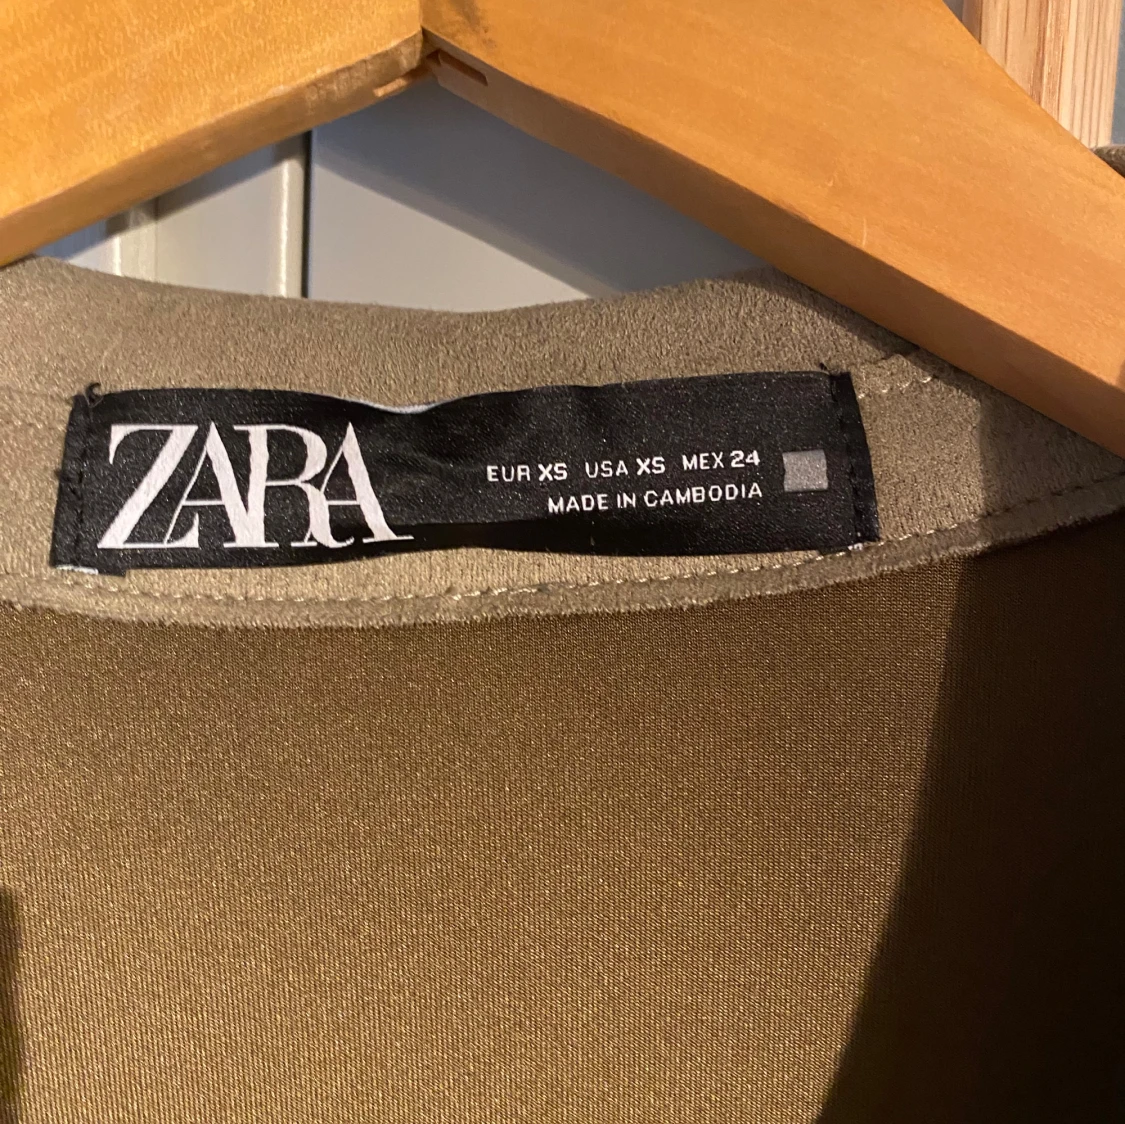 ZARA
EUR XS USA XS MEX 24
MADE IN CAMBODIA